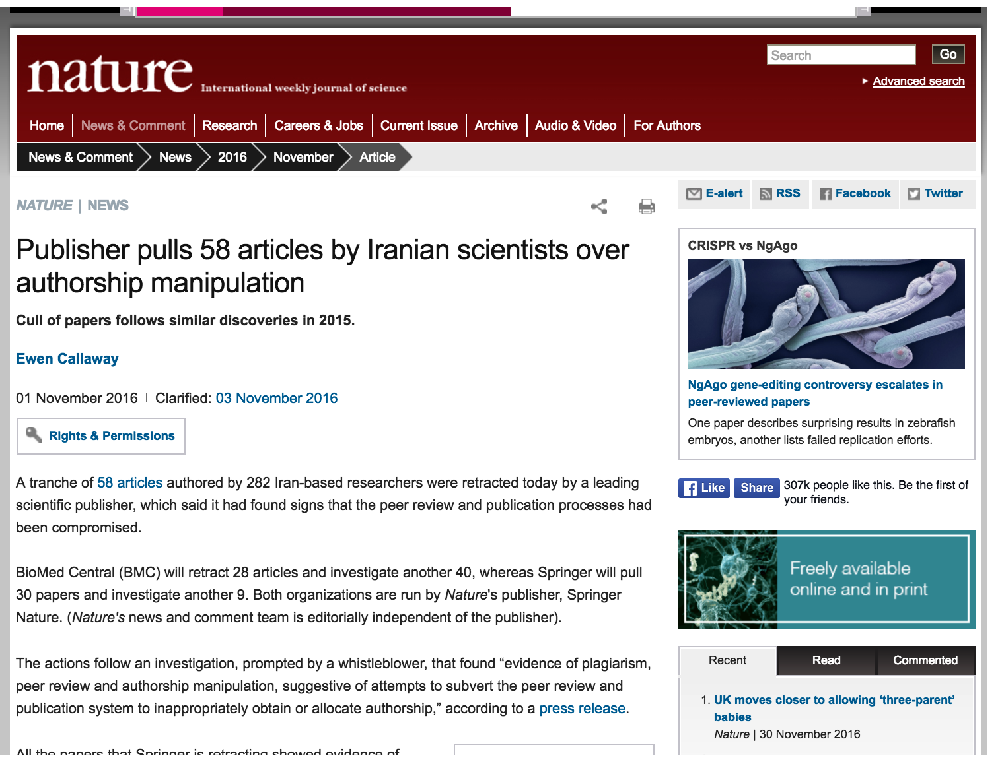 nature International weekly journal of science
Search Go
Advanced search
Home News & Comment Research Careers & Jobs Current Issue Archive Audio & Video For Authors
News & Comment News 2016 November Article
NATURE | NEWS
Publisher pulls 58 articles by Iranian scientists over
authorship manipulation
Cull of papers follows similar discoveries in 2015.
Ewen Callaway
01 November 2016 | Clarified: 03 November 2016
Rights & Permissions
A tranche of 58 articles authored by 282 Iran-based researchers were retracted today by a leading
scientific publisher, which said it had found signs that the peer review and publication processes had
been compromised.
BioMed Central (BMC) will retract 28 articles and investigate another 40, whereas Springer will pull
30 papers and investigate another 9. Both organizations are run by Nature's publisher, Springer
Nature. (Nature's news and comment team is editorially independent of the publisher).
The actions follow an investigation, prompted by a whistleblower, that found “evidence of plagiarism,
peer review and authorship manipulation, suggestive of attempts to subvert the peer review and
publication system to inappropriately obtain or allocate authorship,” according to a press release.
All the papers that Springer is retracting showed evidence of
E-alert RSS Facebook Twitter
CRISPR vs NgAgo
NgAgo gene-editing controversy escalates in
peer-reviewed papers
One paper describes surprising results in zebrafish
embryos, another lists failed replication efforts.
Like Share 307k people like this. Be the first of
your friends.
Freely available
online and in print
Recent Read Commented
1. UK moves closer to allowing ‘three-parent’
babies
Nature | 30 November 2016